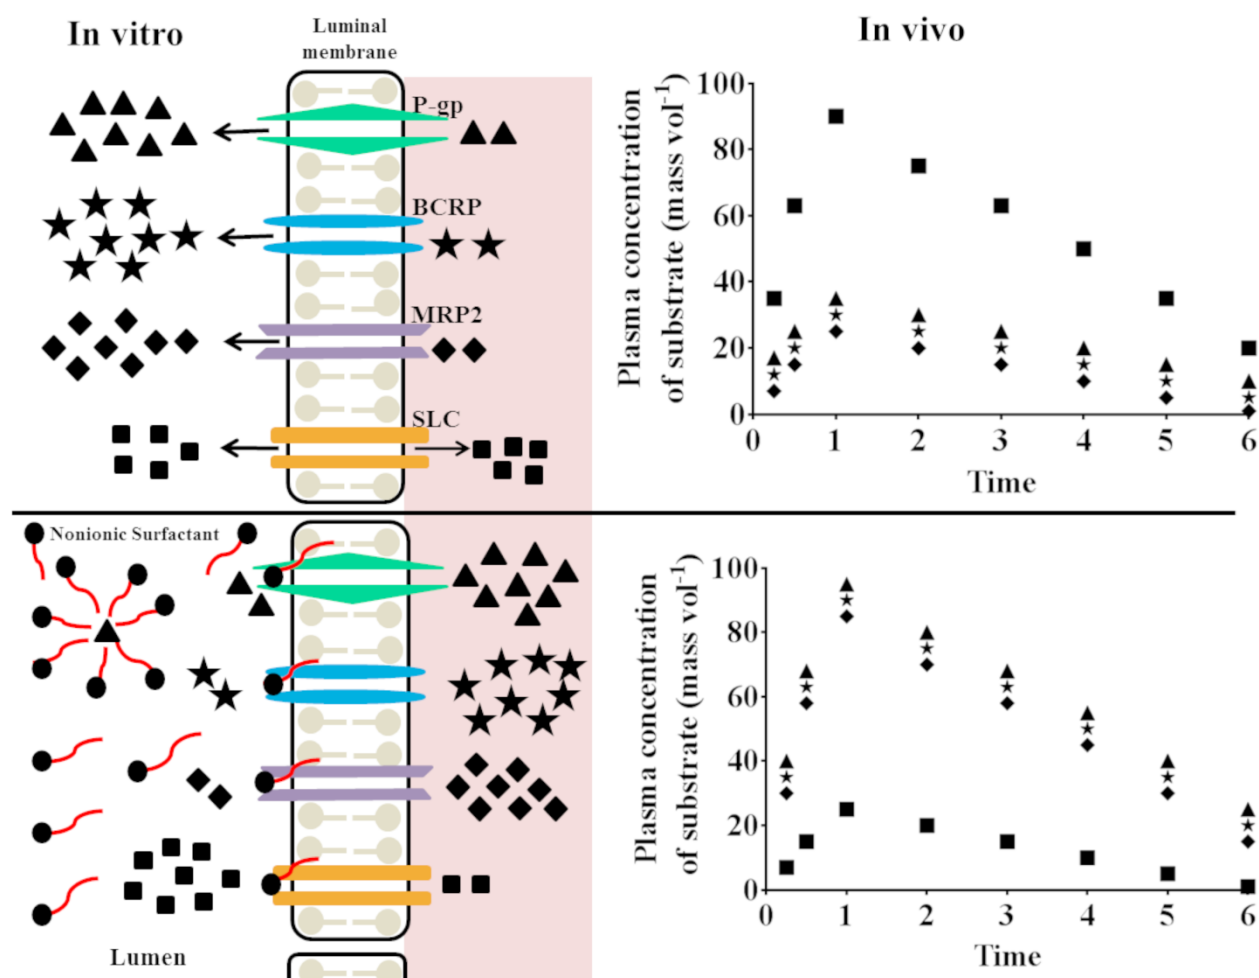 In vitro
Luminal
membrane
In vivo
P-gp
BCRP
MRP2
SLC
Plasma concentration
of substrate (mass vol⁻¹)
100
80
60
40
20
0
0 1 2 3 4 5 6
Time
Nonionic Surfactant
Lumen
Plasma concentration
of substrate (mass vol⁻¹)
100
80
60
40
20
0
0 1 2 3 4 5 6
Time